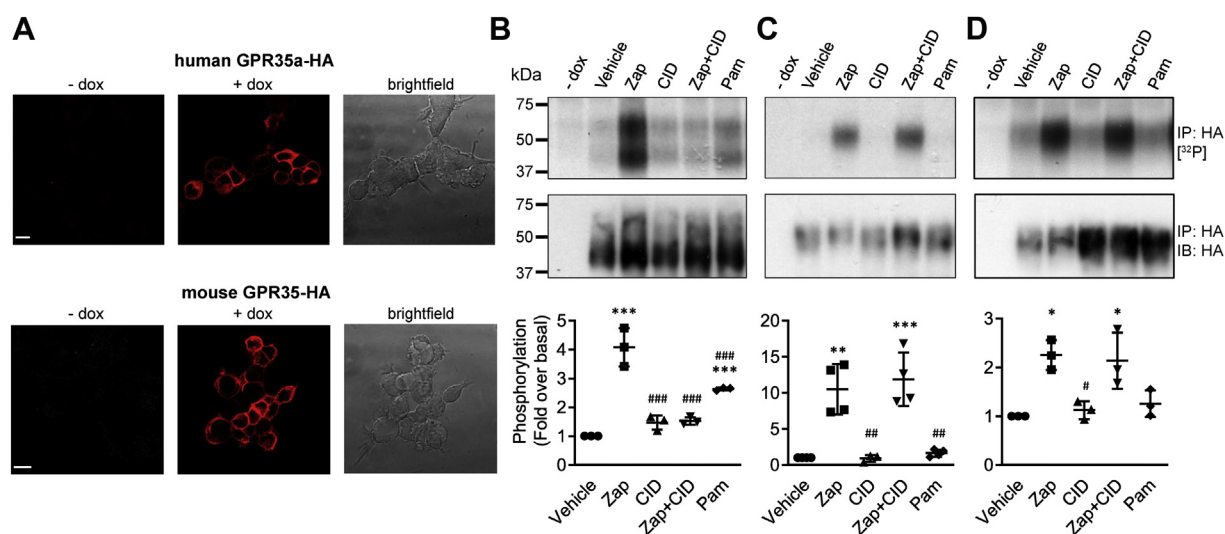 A
human GPR35a-HA
- dox
+ dox
brightfield
mouse GPR35-HA
- dox
+ dox
brightfield
B
kDa
- dox
Vehicle
Zap
CID
Zap+CID
Pam
75
50
37
75
50
37
Phosphorylation
(Fold over basal)
5
4
3
2
1
0
***
###
###
###
***
Vehicle
Zap
CID
Zap+CID
Pam
C
- dox
Vehicle
Zap
CID
Zap+CID
Pam
20
15
10
5
0
**
##
***
##
Vehicle
Zap
CID
Zap+CID
Pam
D
- dox
Vehicle
Zap
CID
Zap+CID
Pam
IP: HA
[32P]
IP: HA
IB: HA
3
2
1
0
*
#
*
Vehicle
Zap
CID
Zap+CID
Pam